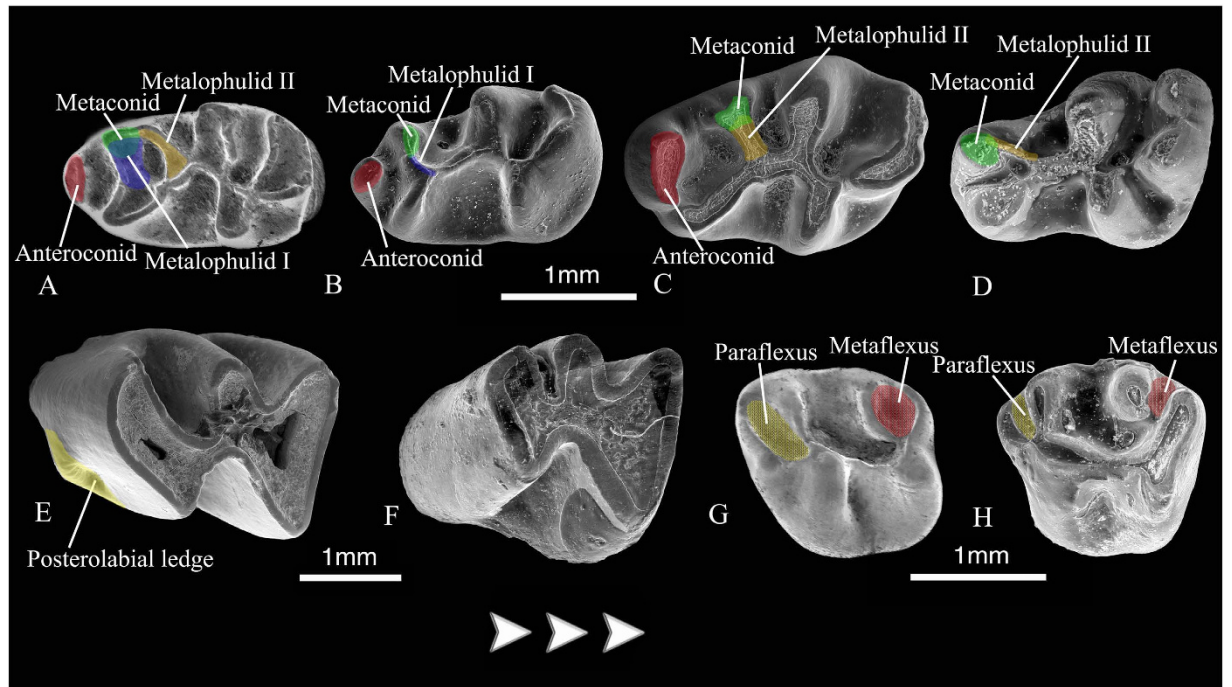 Metalophulid II
Metaconid
Anteroconid
Metalophulid I
A
Metalophulid I
Metaconid
Anteroconid
B
1mm
Metaconid
Metalophulid II
Anteroconid
C
Metalophulid II
Metaconid
D
E
Posterolabial ledge
1mm
F
Paraflexus
Metaflexus
G
Paraflexus
Metaflexus
H
1mm